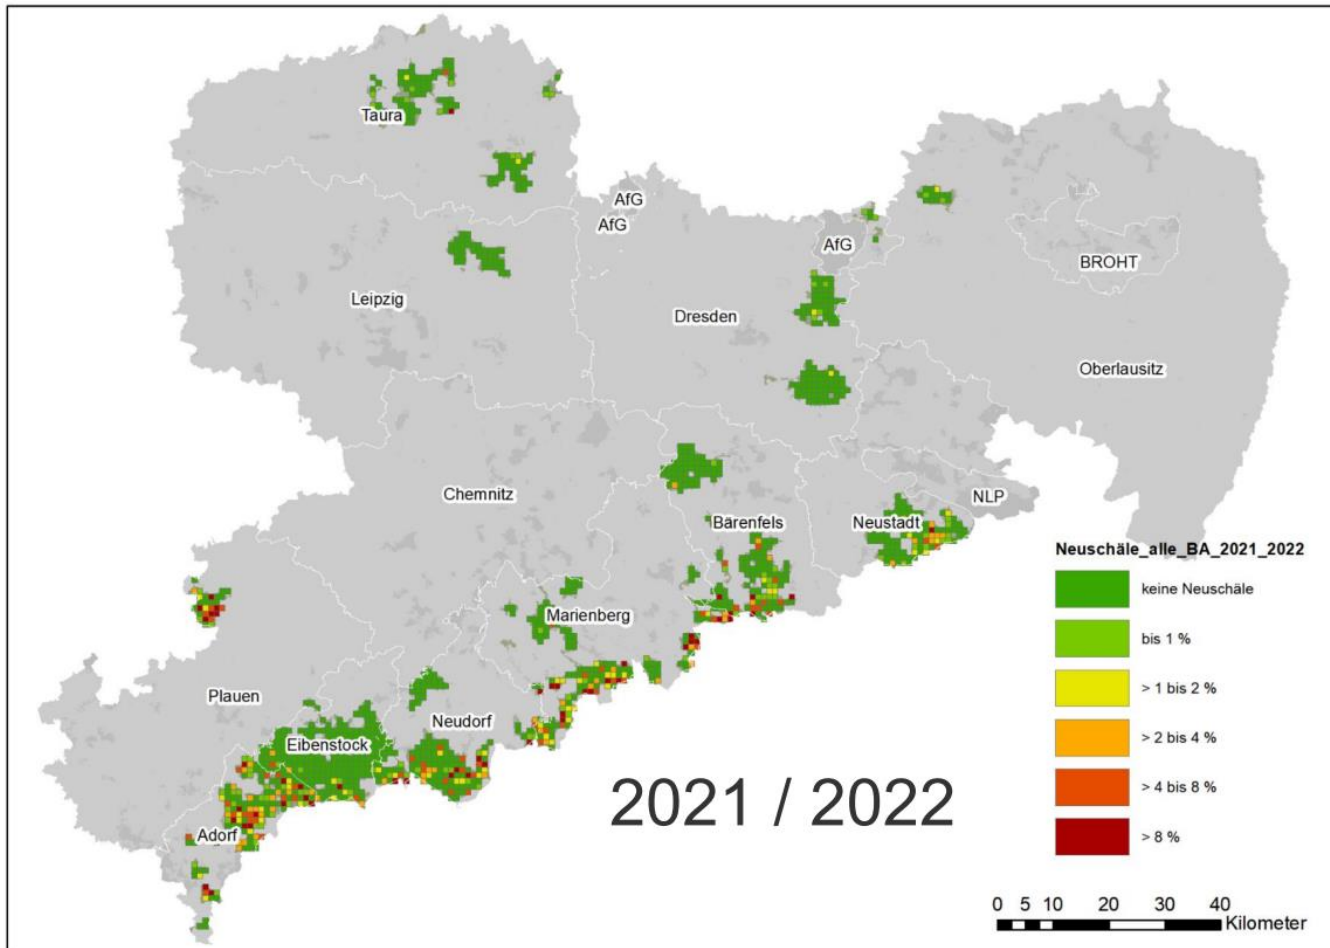 Taura
AfG
AfG
AfG
BROHT
Leipzig
Dresden
Oberlausitz
Chemnitz
NLP
Bärenfels
Neustadt
Marienberg
Plauen
Neudorf
Eibenstock
Adorf
2021 / 2022
Neuschäle_alle_BA_2021_2022
keine Neuschäle
bis 1 %
> 1 bis 2 %
> 2 bis 4 %
> 4 bis 8 %
> 8 %
0 5 10 20 30 40
Kilometer